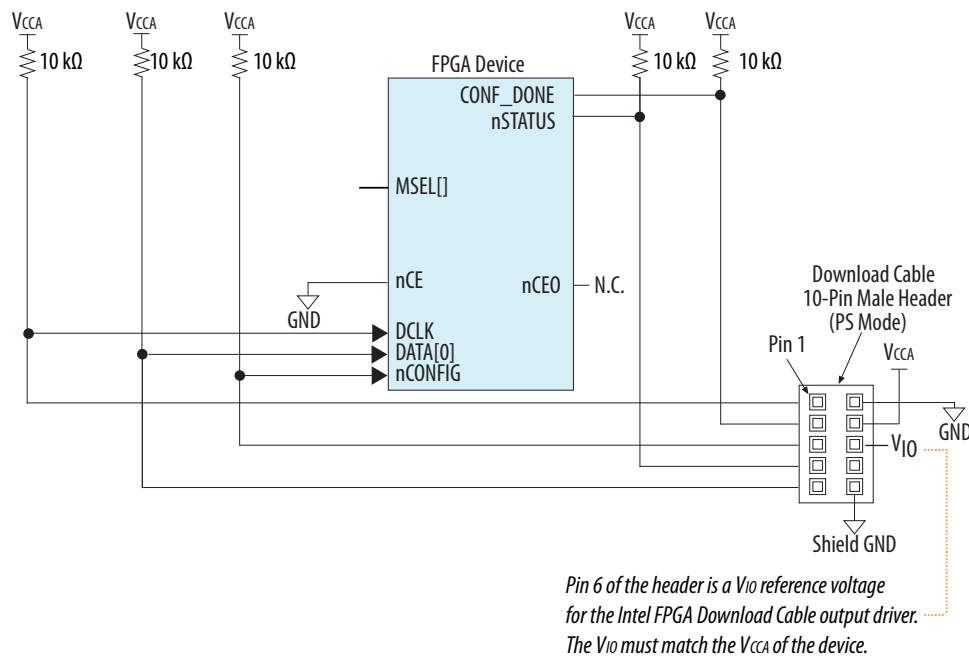 VCCA VCCA VCCA VCCA VCCA
10 kΩ 10 kΩ 10 kΩ 10 kΩ 10 kΩ
FPGA Device
CONF_DONE
nSTATUS
MSEL[]
nCE
nCEO
N.C.
GND
DCLK
DATA[0]
nCONFIG
Download Cable
10-Pin Male Header
(PS Mode)
Pin 1
VCCA
GND
VIO
Shield GND
Pin 6 of the header is a VIO reference voltage
for the Intel FPGA Download Cable output driver.
The VIO must match the VCCA of the device.